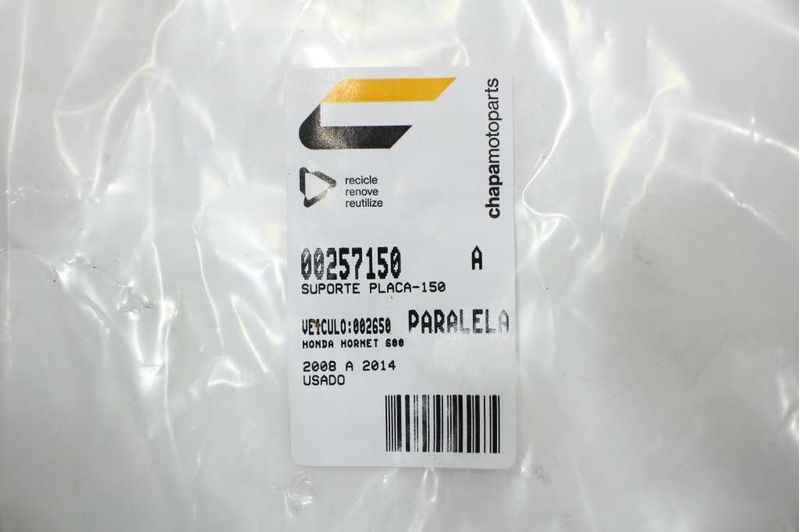 chapamotoparts
recicle
renove
reutilize
00257150 A
SUPORTE PLACA-150
VEICULO:002650 PARALELA
HONDA HORNET 600
2008 A 2014
USADO